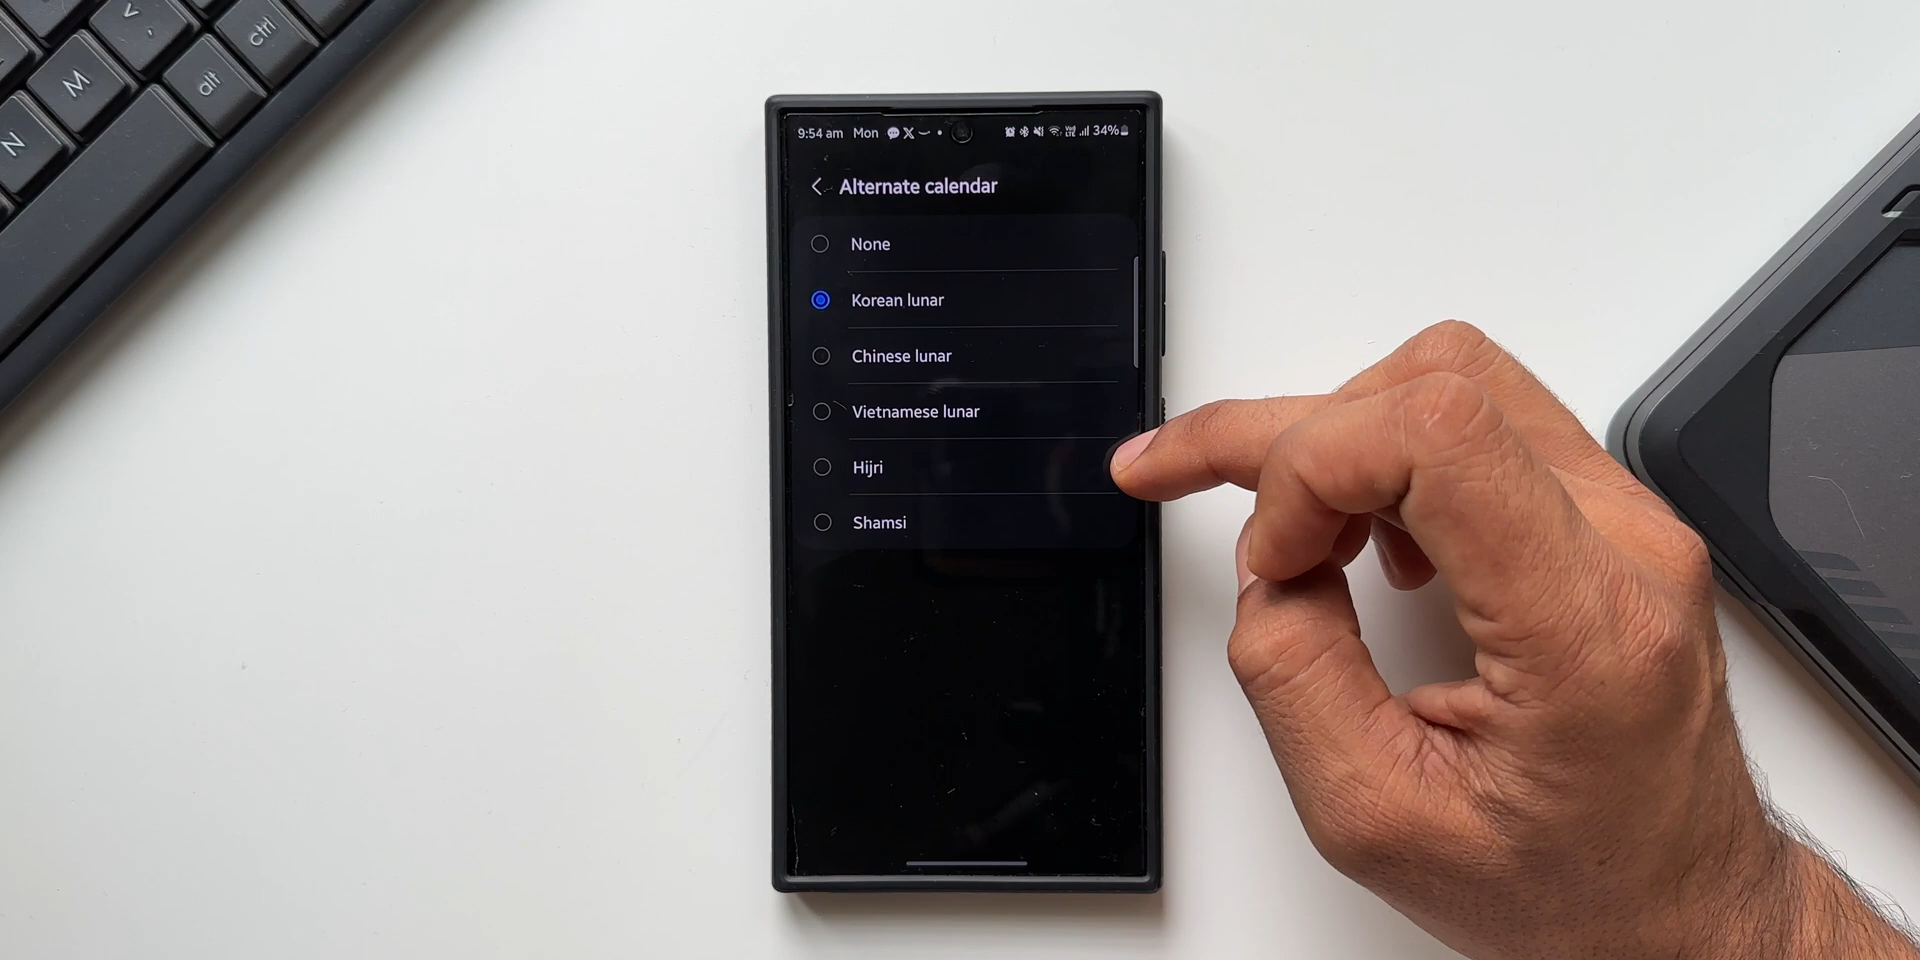 ctrl
alt
M
N
9:54 am Mon 34%
Alternate calendar
None
Korean lunar
Chinese lunar
Vietnamese lunar
Hijri
Shamsi